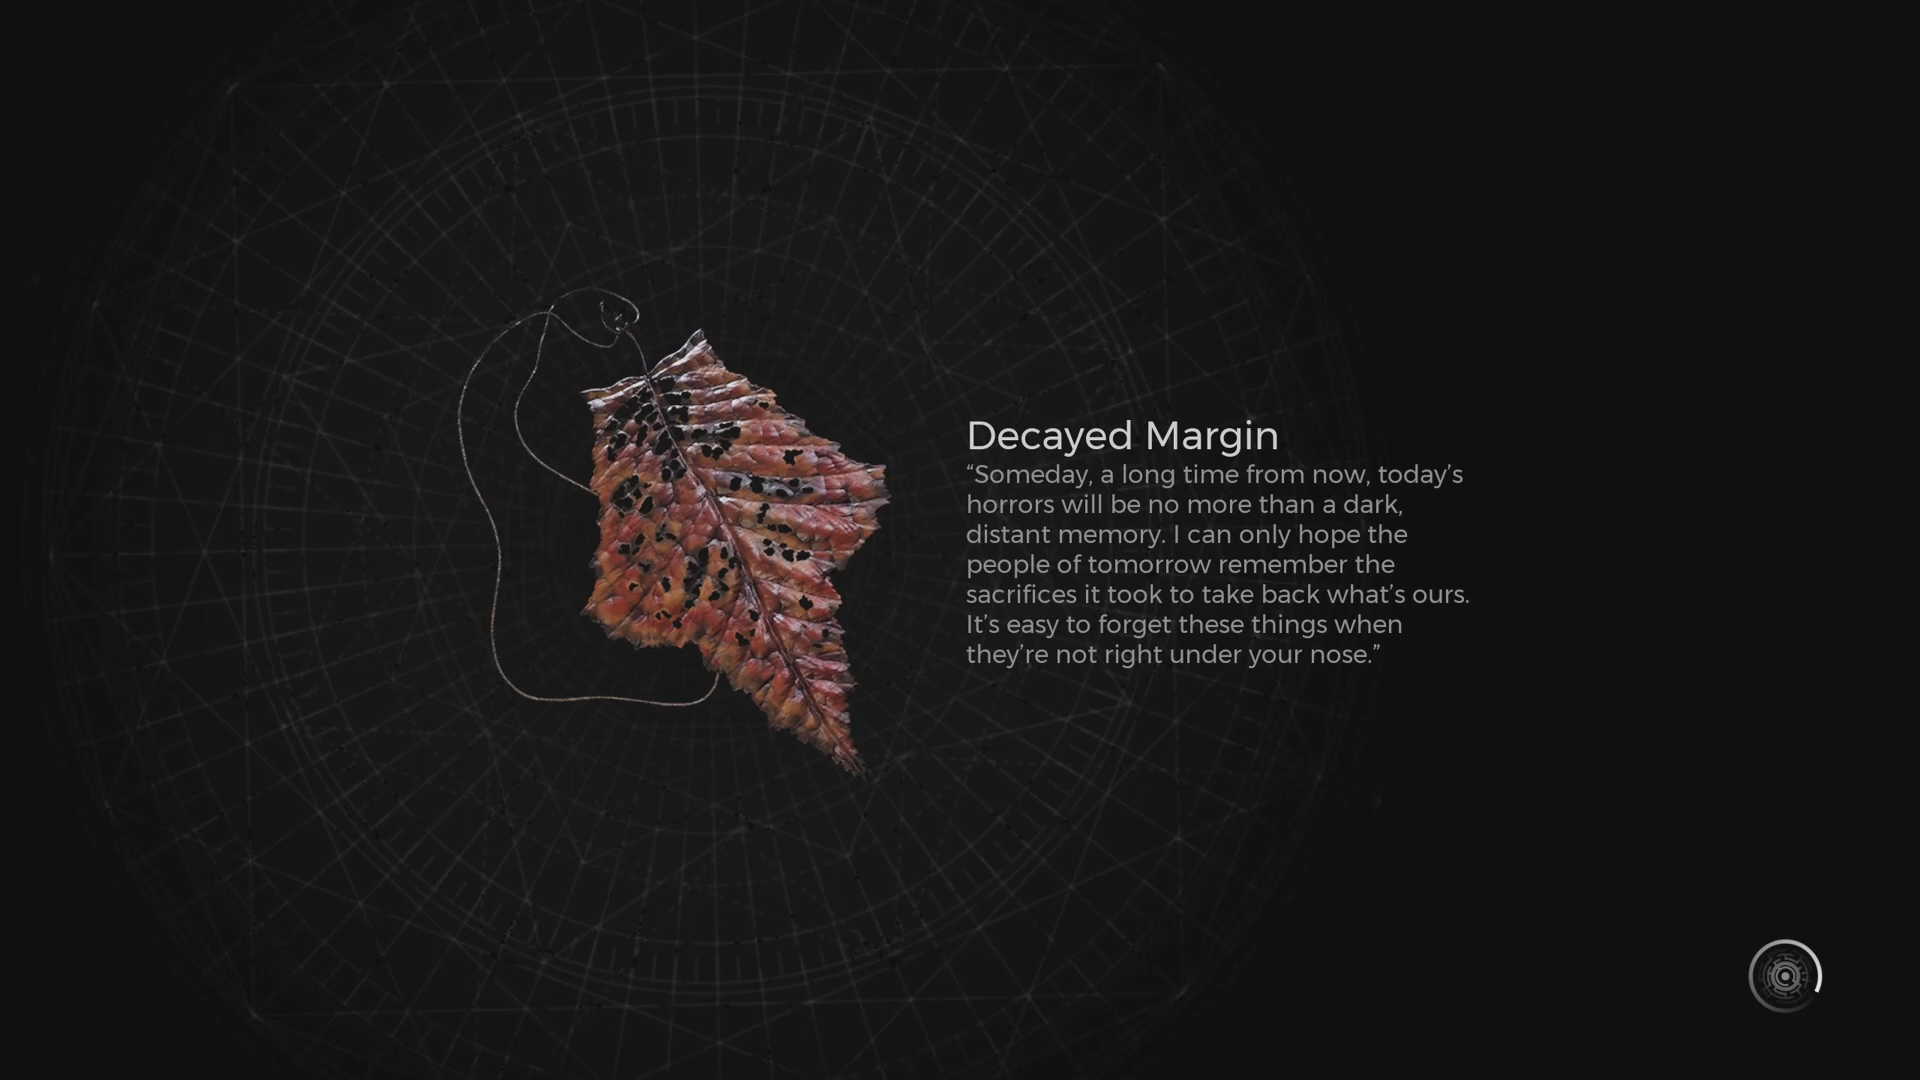 Decayed Margin
“Someday, a long time from now, today’s
horrors will be no more than a dark,
distant memory. I can only hope the
people of tomorrow remember the
sacrifices it took to take back what’s ours.
It’s easy to forget these things when
they’re not right under your nose.”